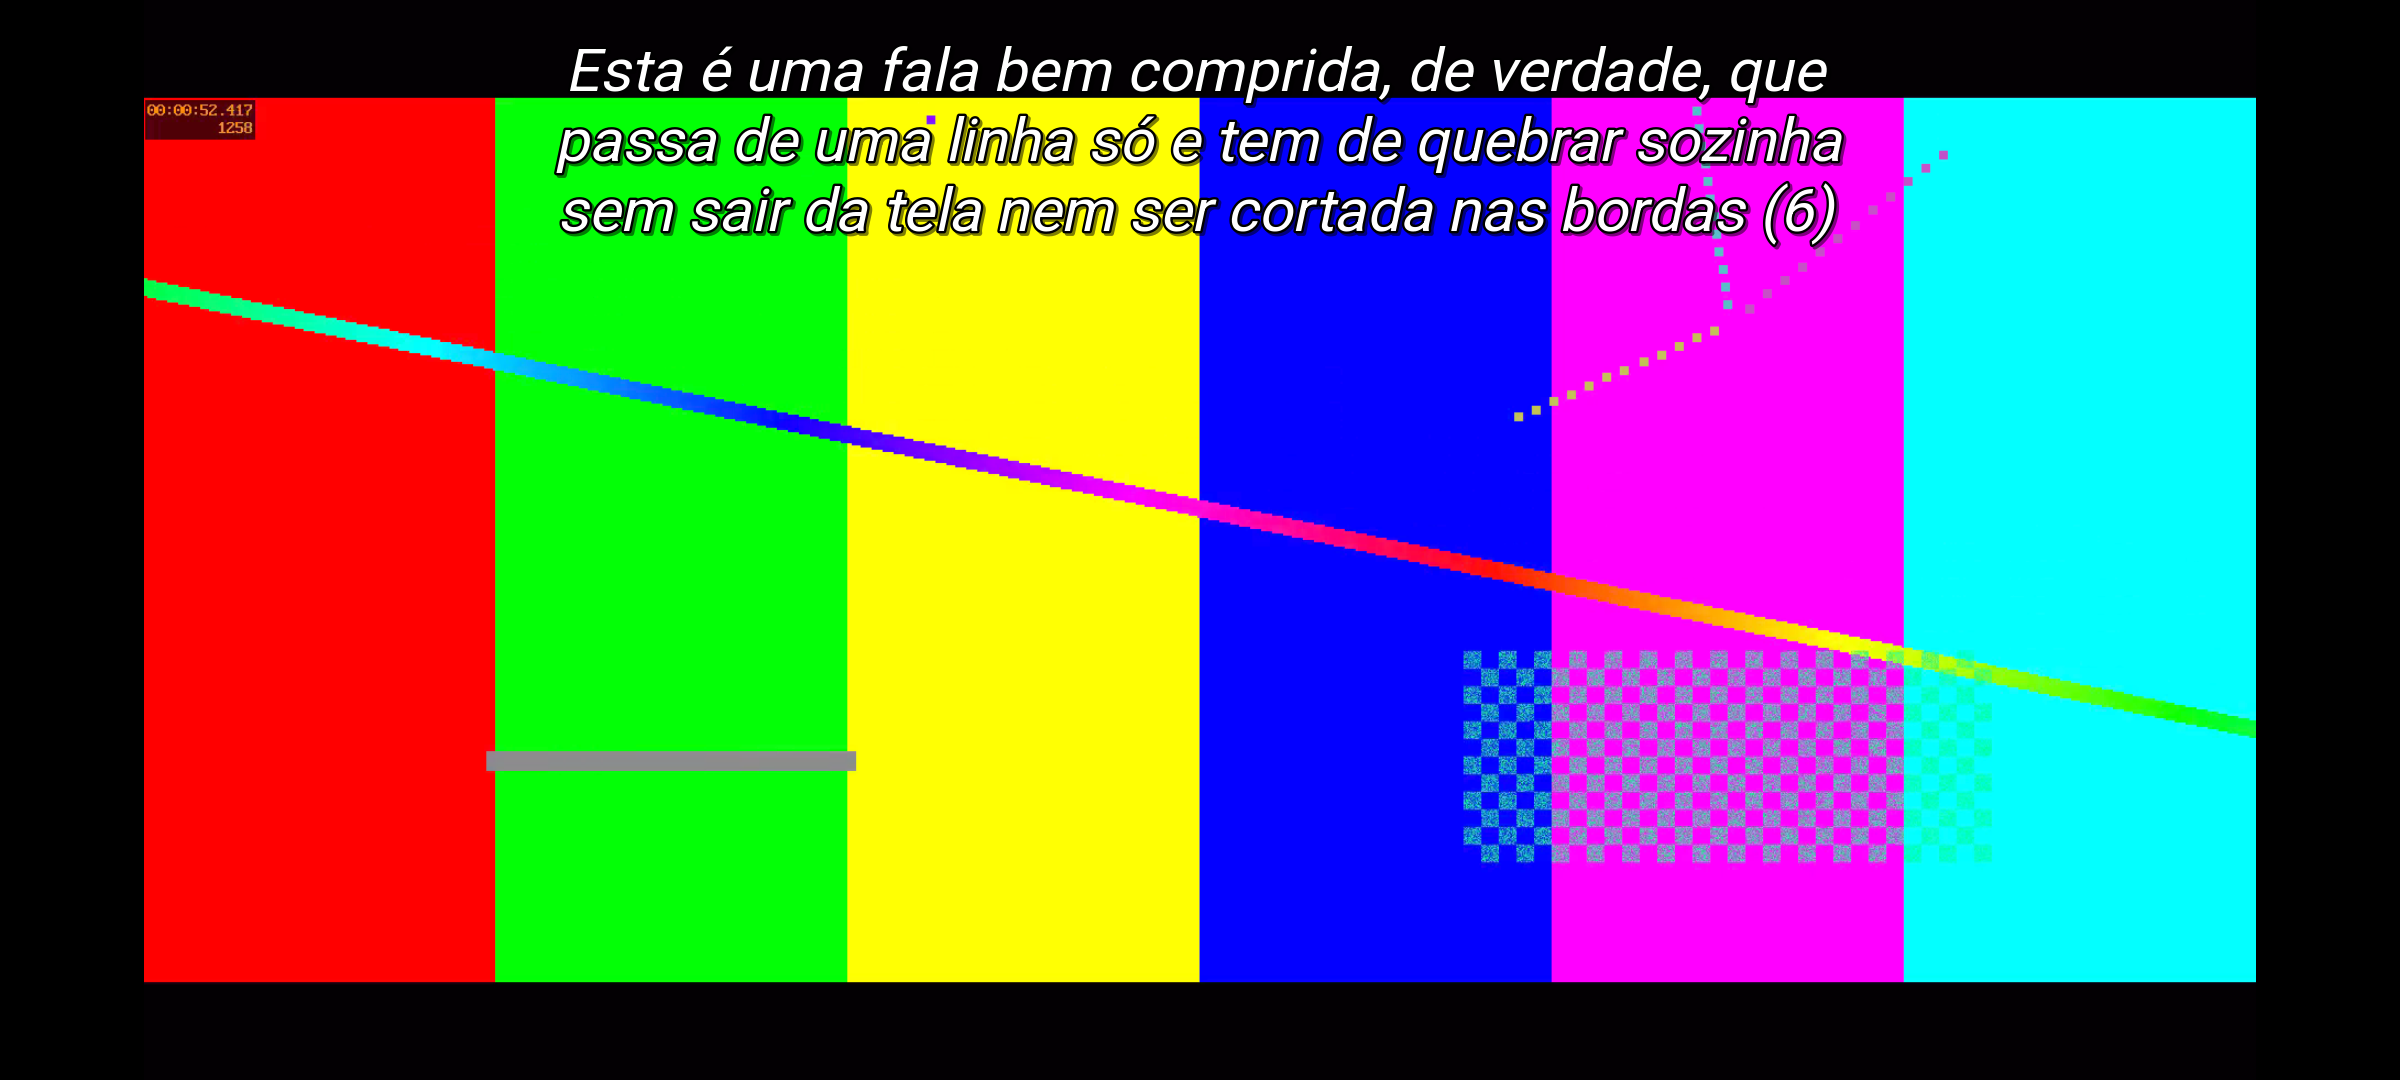 Esta é uma fala bem comprida, de verdade, que
00:00:52.417
1258
passa de uma linha só e tem de quebrar sozinha
sem sair da tela nem ser cortada nas bordas (6)